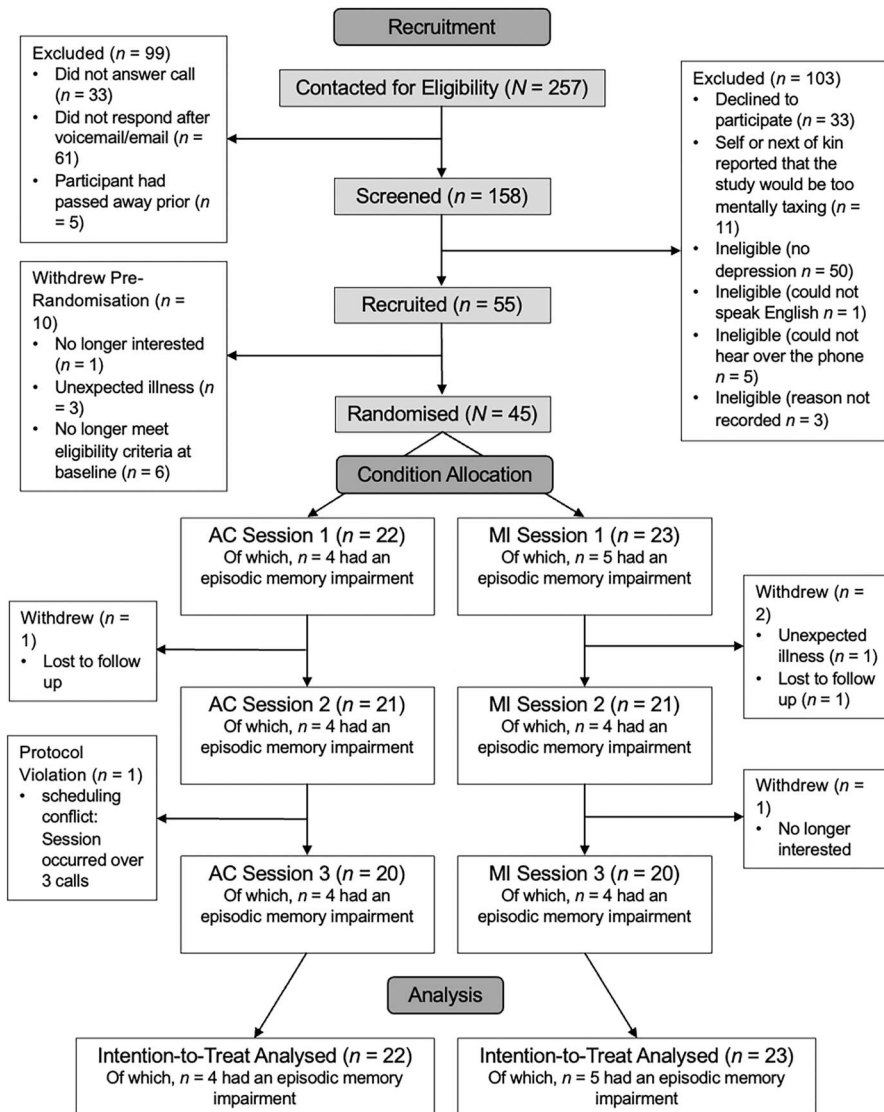 Recruitment
Excluded (n = 99)
• Did not answer call
(n = 33)
• Did not respond after
voicemail/email (n =
61)
• Participant had
passed away prior (n
= 5)
Contacted for Eligibility (N = 257)
Excluded (n = 103)
• Declined to
participate (n = 33)
• Self or next of kin
reported that the
study would be too
mentally taxing (n =
11)
• Ineligible (no
depression n = 50)
• Ineligible (could not
speak English n = 1)
• Ineligible (could not
hear over the phone
n = 5)
• Ineligible (reason not
recorded n = 3)
Screened (n = 158)
Withdrew Pre-
Randomisation (n =
10)
• No longer interested
(n = 1)
• Unexpected illness (n
= 3)
• No longer meet
eligibility criteria at
baseline (n = 6)
Recruited (n = 55)
Randomised (N = 45)
Condition Allocation
AC Session 1 (n = 22)
Of which, n = 4 had an
episodic memory impairment
MI Session 1 (n = 23)
Of which, n = 5 had an
episodic memory impairment
Withdrew (n =
1)
• Lost to follow
up
Withdrew (n =
2)
• Unexpected
illness (n = 1)
• Lost to follow
up (n = 1)
AC Session 2 (n = 21)
Of which, n = 4 had an
episodic memory impairment
MI Session 2 (n = 21)
Of which, n = 4 had an
episodic memory impairment
Protocol
Violation (n = 1)
• scheduling
conflict:
Session
occurred over
3 calls
Withdrew (n =
1)
• No longer
interested
AC Session 3 (n = 20)
Of which, n = 4 had an
episodic memory impairment
MI Session 3 (n = 20)
Of which, n = 4 had an
episodic memory impairment
Analysis
Intention-to-Treat Analysed (n = 22)
Of which, n = 4 had an episodic memory
impairment
Intention-to-Treat Analysed (n = 23)
Of which, n = 5 had an episodic memory
impairment